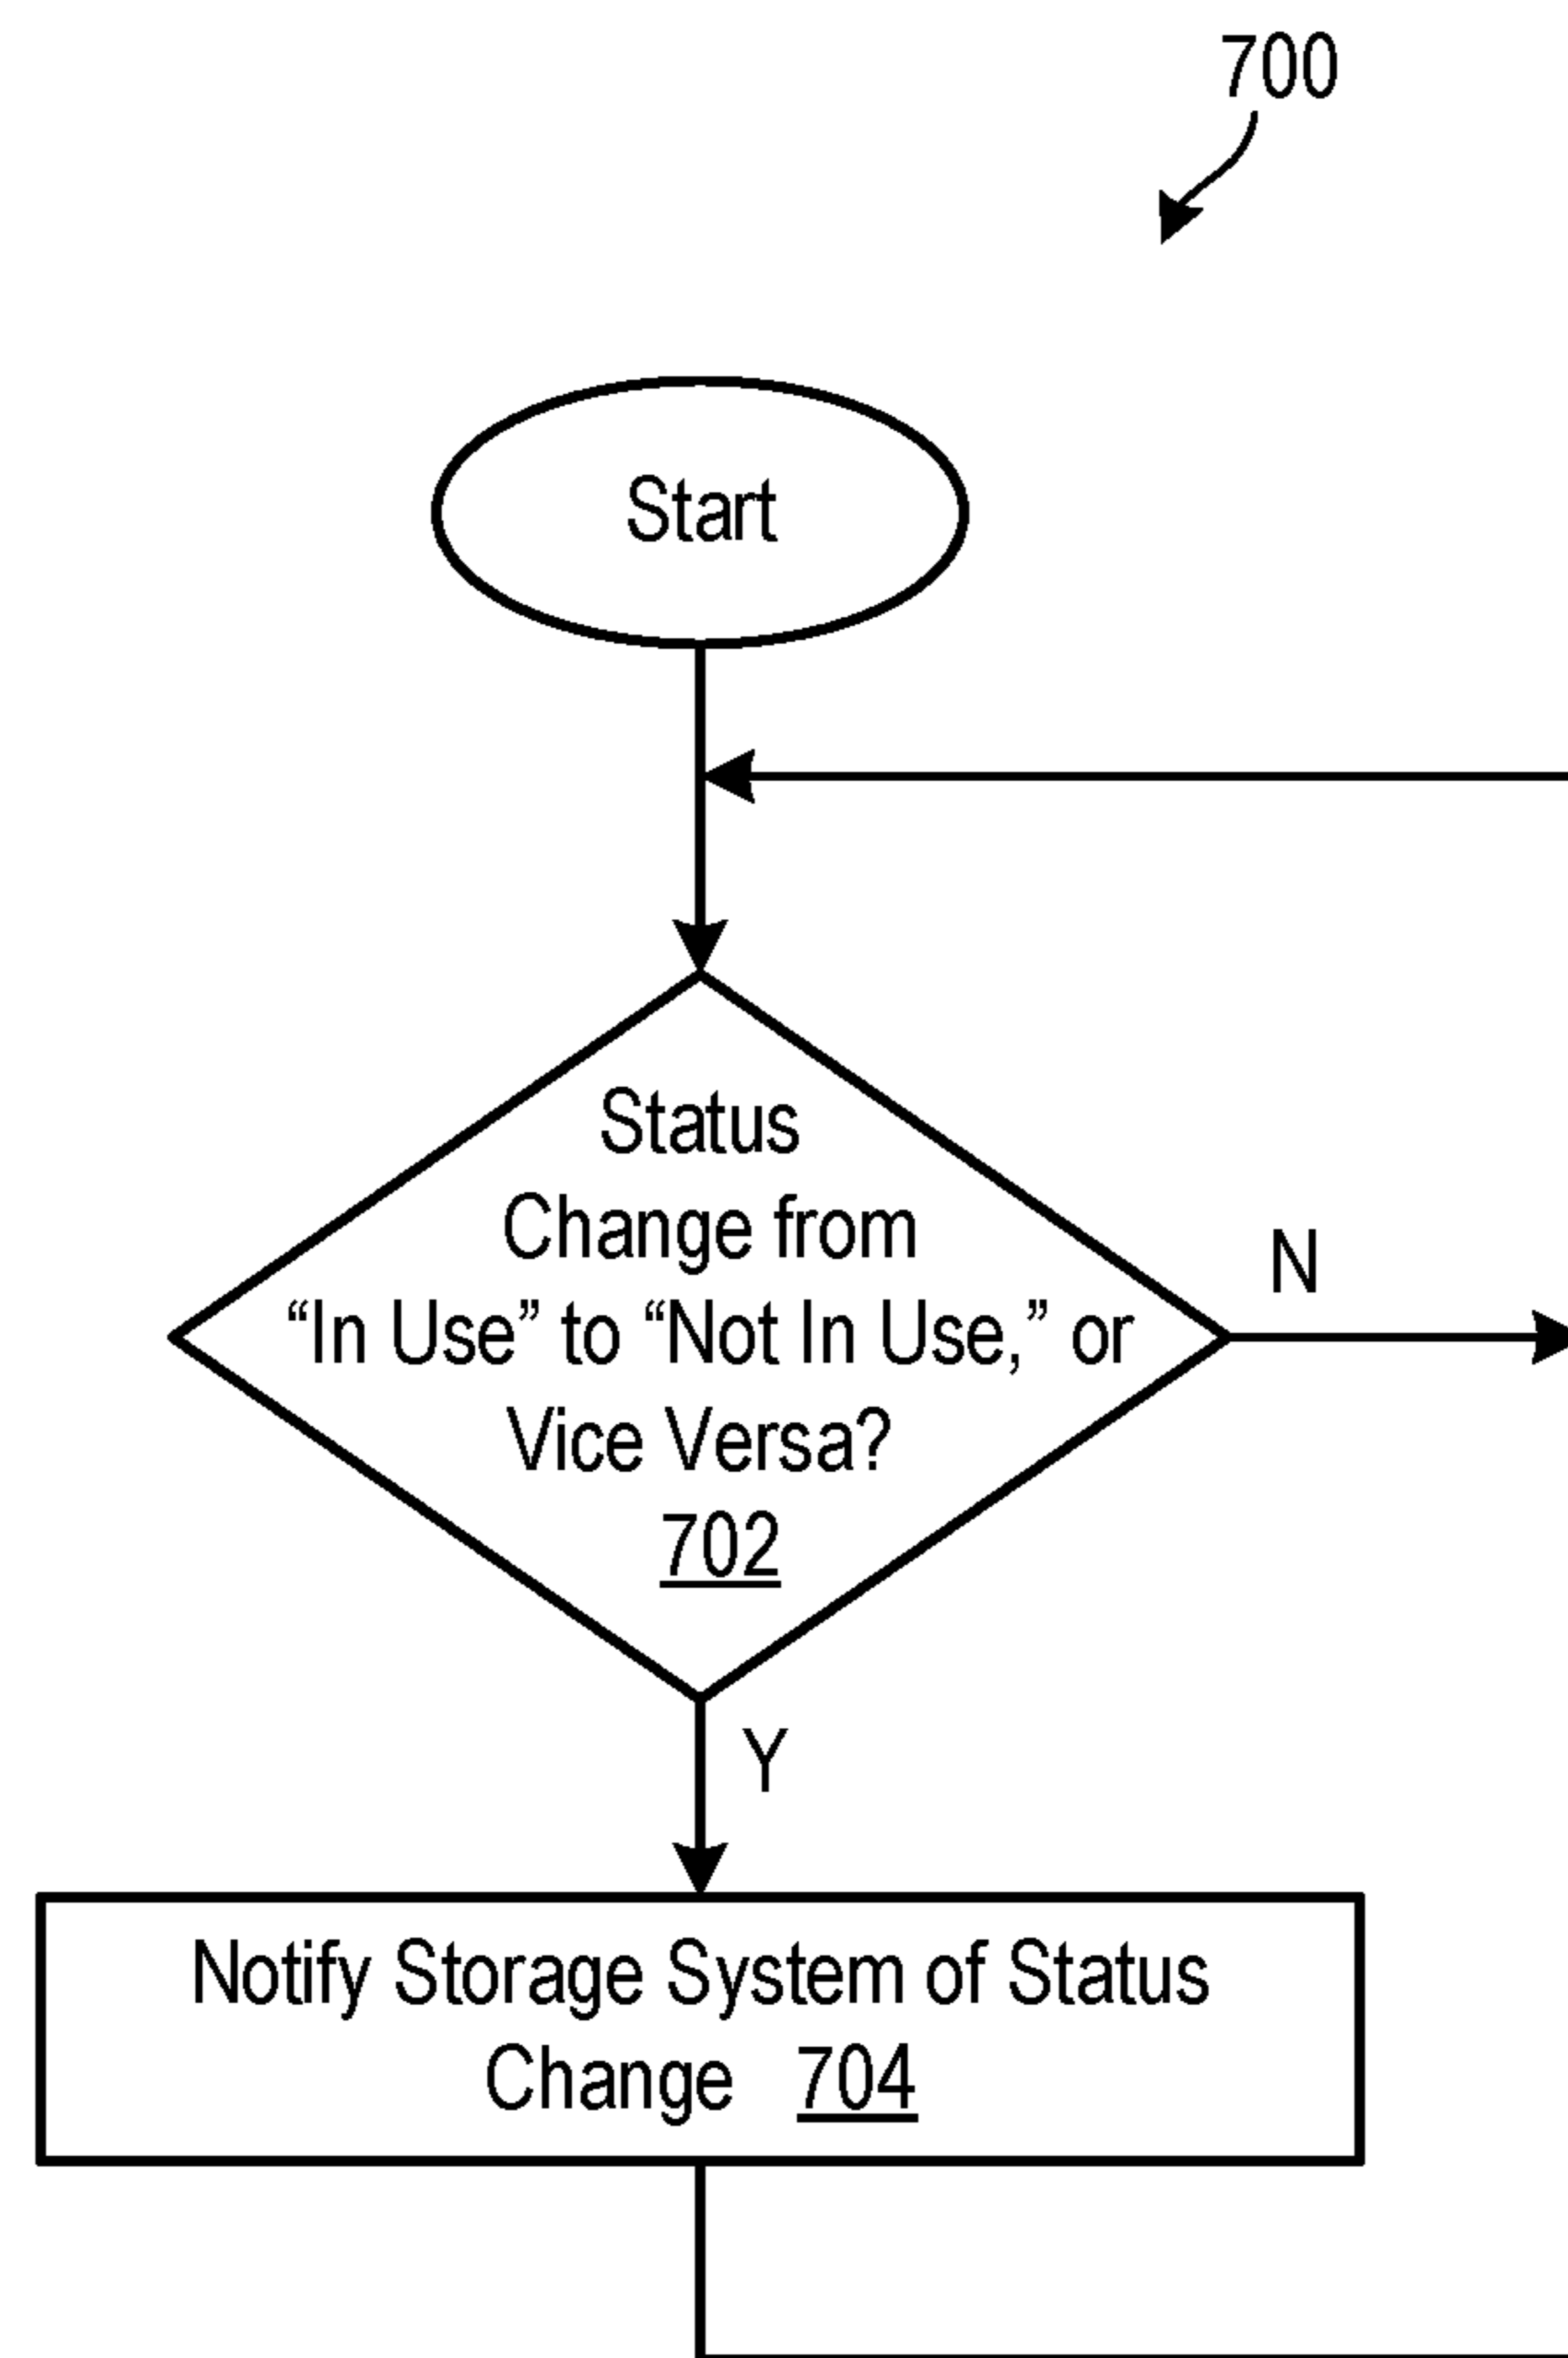 700
Start
Status
Change from
“In Use” to “Not In Use,” or
Vice Versa?
702
N
Y
Notify Storage System of Status
Change 704